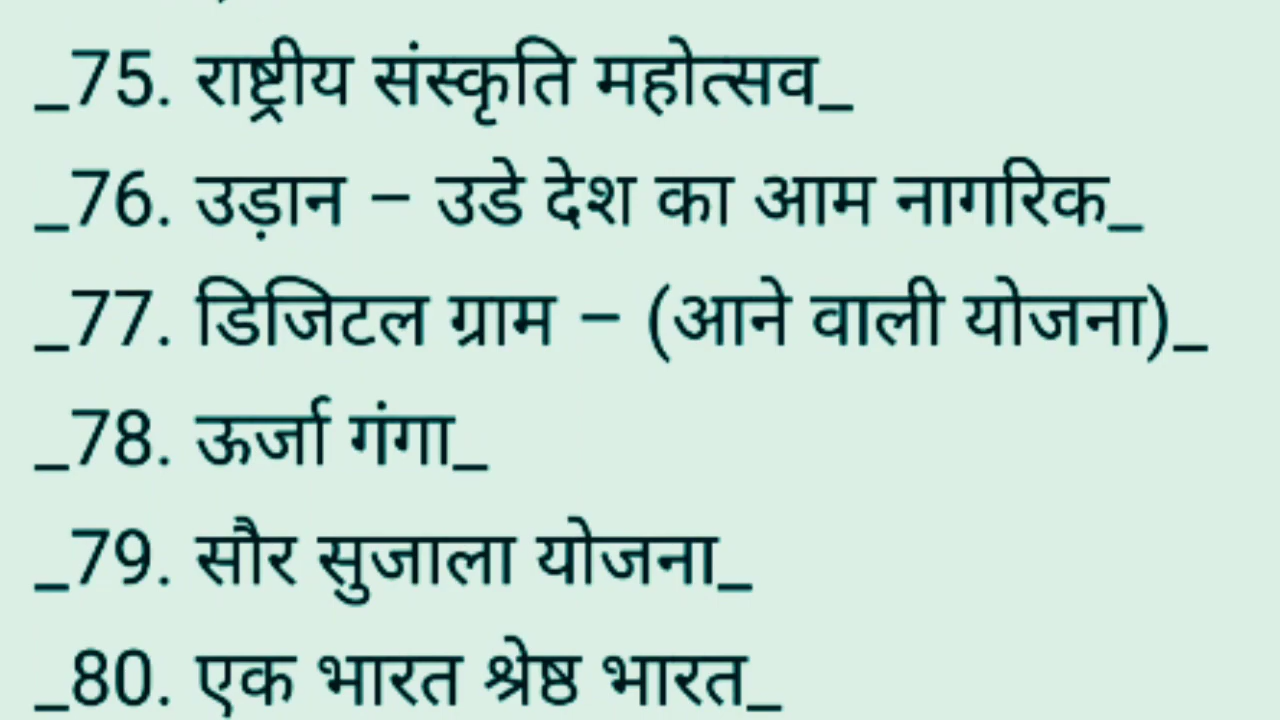 _75. राष्ट्रीय संस्कृति महोत्सव_
_76. उड़ान – उडे देश का आम नागरिक_
_77. डिजिटल ग्राम – (आने वाली योजना)_
_78. ऊर्जा गंगा_
_79. सौर सुजाला योजना_
_80. एक भारत श्रेष्ठ भारत_